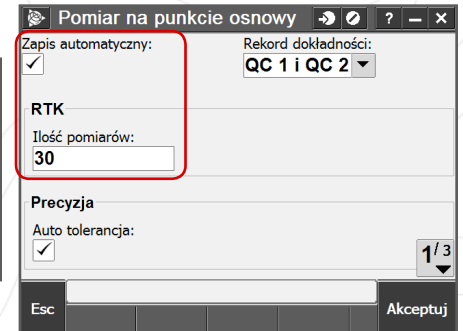 Pomiar na punkcie osnowy ? – ×
Zapis automatyczny: Rekord dokładności:
QC 1 i QC 2
RTK
Ilość pomiarów:
30
Precyzja
Auto tolerancja:
1/3
Esc Akceptuj